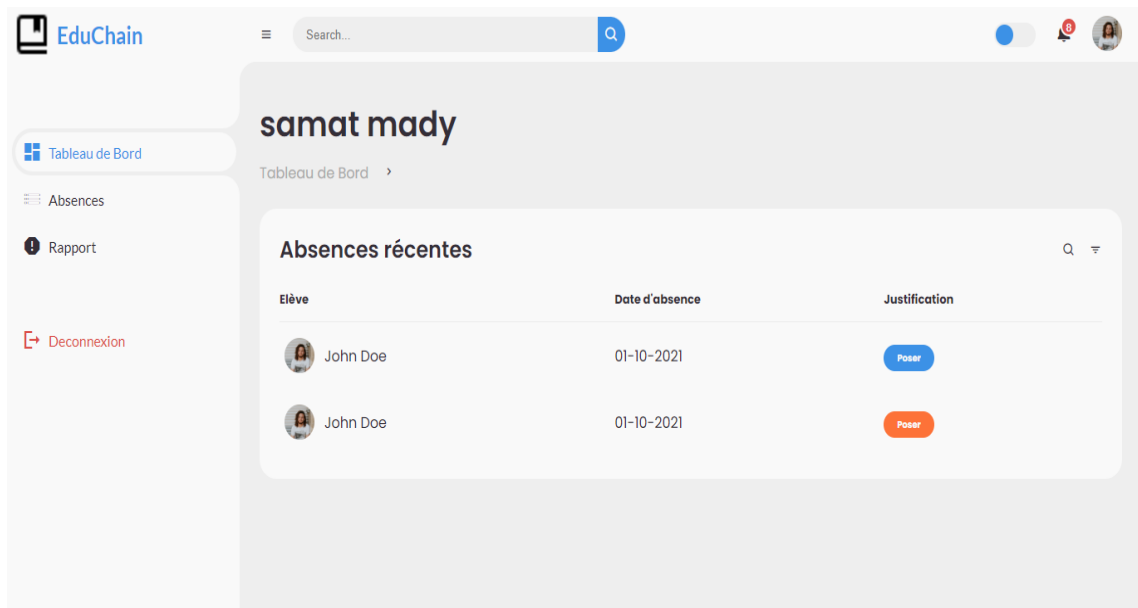 EduChain
Search...
8
Tableau de Bord
Absences
Rapport
Deconnexion
samat mady
Tableau de Bord >
Absences récentes
Elève Date d'absence Justification
John Doe 01-10-2021 Poser
John Doe 01-10-2021 Poser